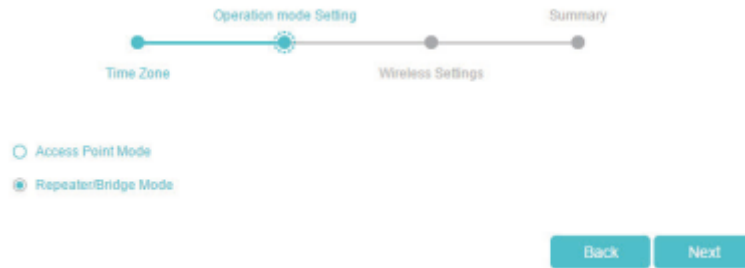 Operation mode Setting
Summary
Time Zone
Wireless Settings
Access Point Mode
Repeater/Bridge Mode
Back
Next